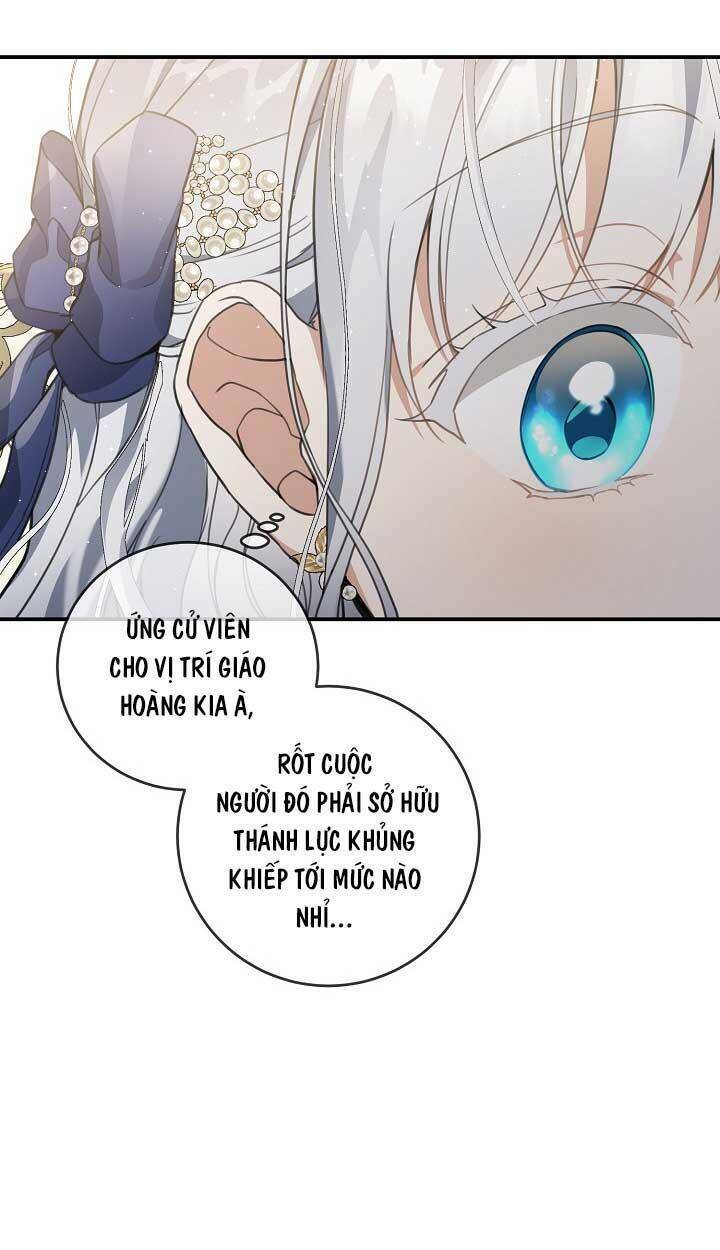 ỨNG CỬ VIÊN
CHO VỊ TRÍ GIÁO
HOÀNG KIA À,
RỐT CUỘC
NGƯỜI ĐÓ PHẢI SỞ HỮU
THÁNH LỰC KHỦNG
KHIẾP TỚI MỨC NÀO
NHỈ...